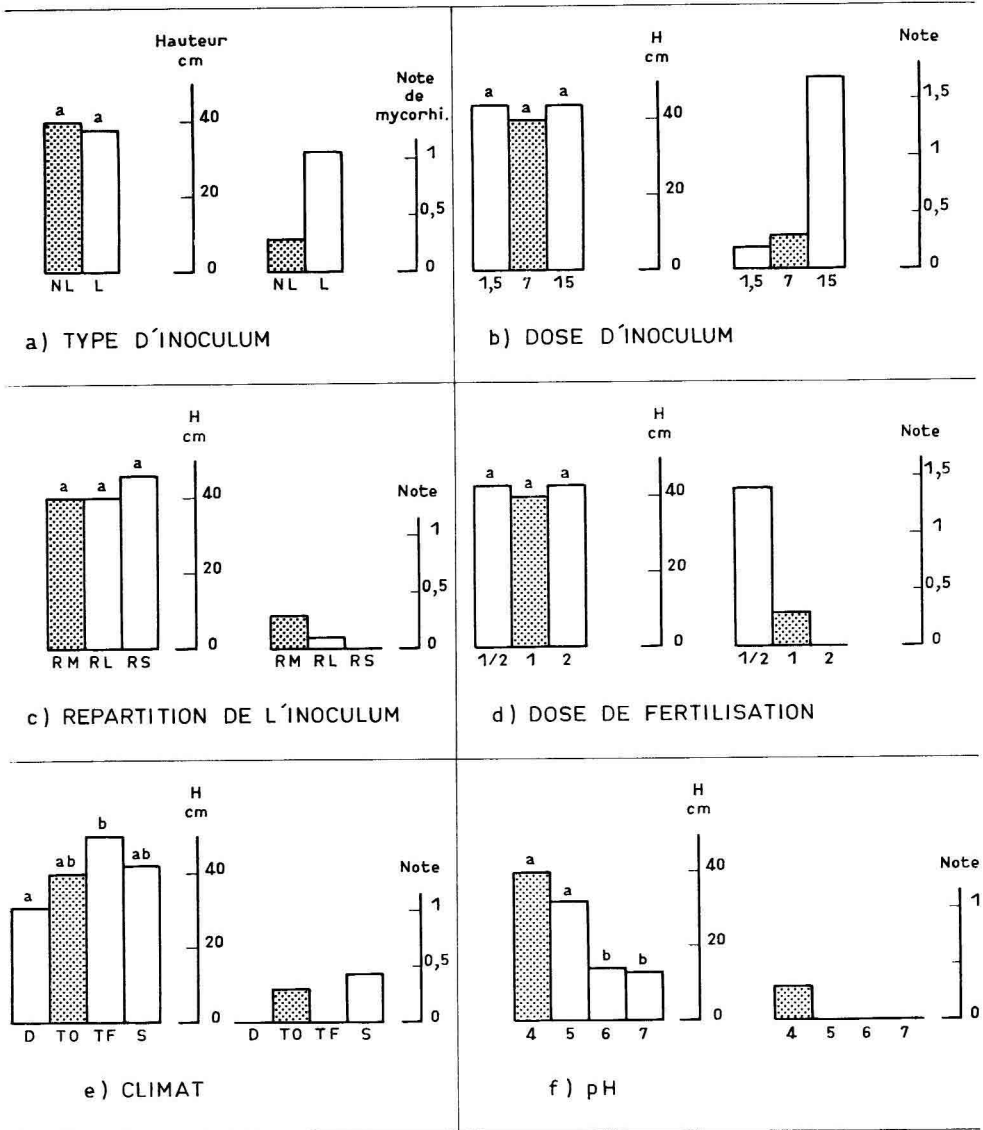 Hauteur
cm
Note
de
mycorhi.
a a
40
20
0
1
0,5
0
NL L
NL L
a) TYPE D´INOCULUM
H
cm
Note
a a a
40
20
0
1,5
1
0,5
0
1,5 7 15
1,5 7 15
b) DOSE D´INOCULUM
H
cm
Note
a a a
40
20
0
1
0,5
0
RM RL RS
RM RL RS
c) REPARTITION DE L´INOCULUM
H
cm
Note
a a a
40
20
0
1,5
1
0,5
0
1/2 1 2
1/2 1 2
d) DOSE DE FERTILISATION
H
cm
Note
a ab b ab
40
20
0
1
0,5
0
D TO TF S
D TO TF S
e) CLIMAT
H
cm
Note
a a b b
40
20
0
1
0
4 5 6 7
4 5 6 7
f) pH